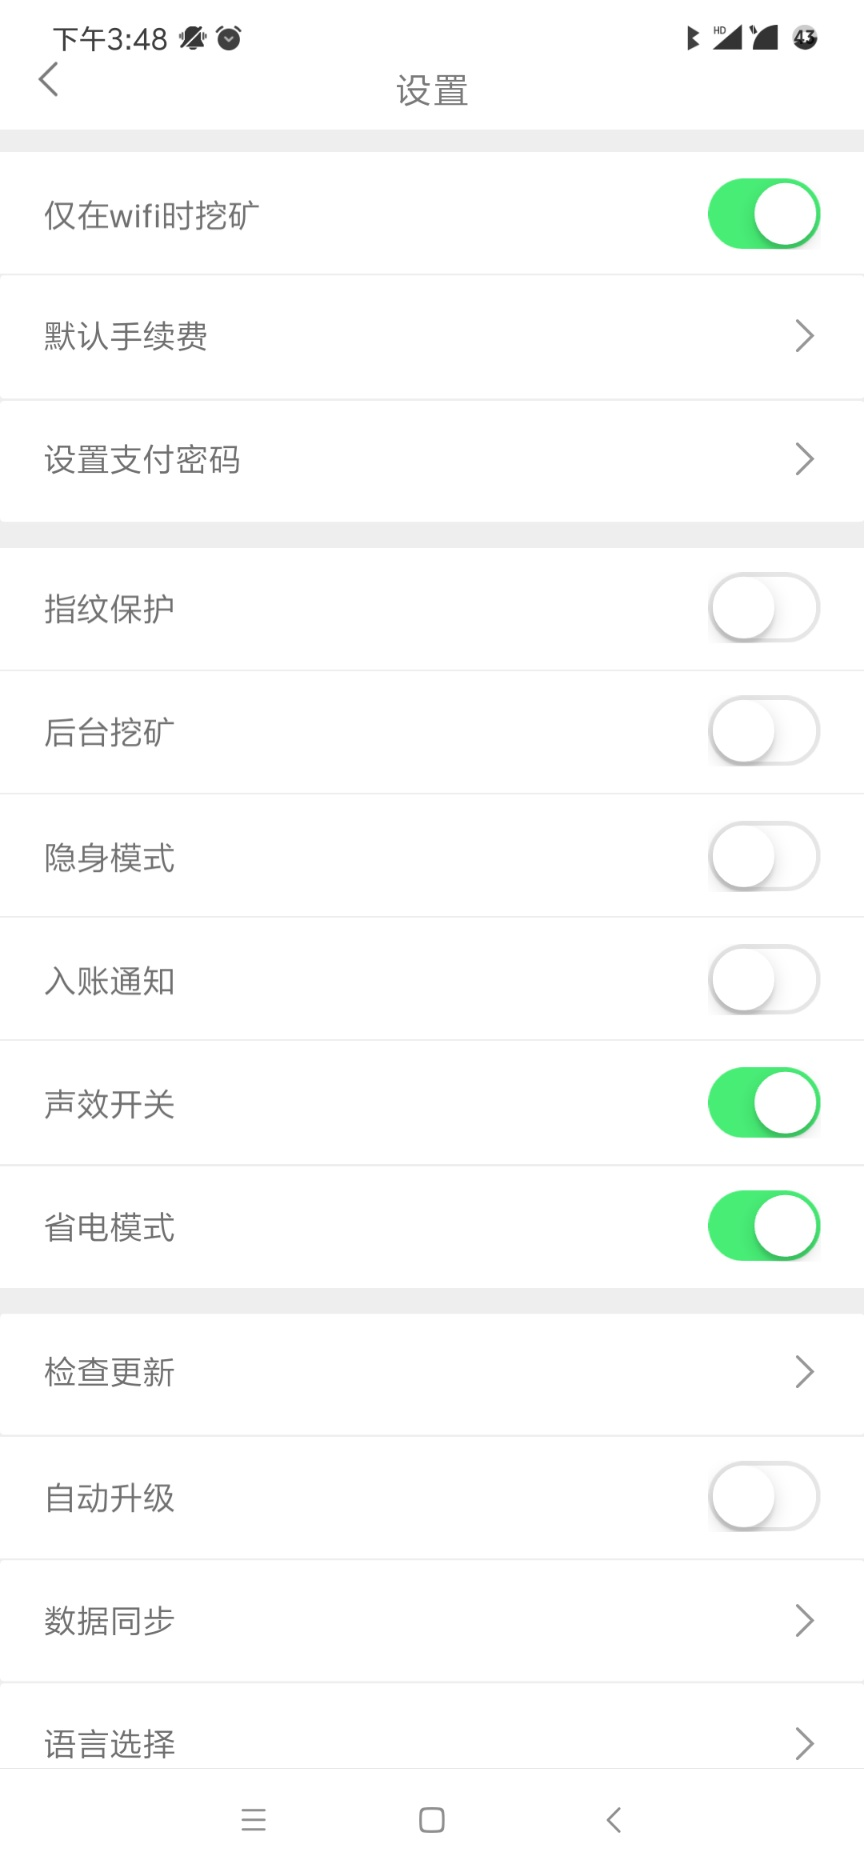 下午3:48
HD
43
设置
仅在wifi时挖矿
默认手续费
设置支付密码
指纹保护
后台挖矿
隐身模式
入账通知
声效开关
省电模式
检查更新
自动升级
数据同步
语言选择